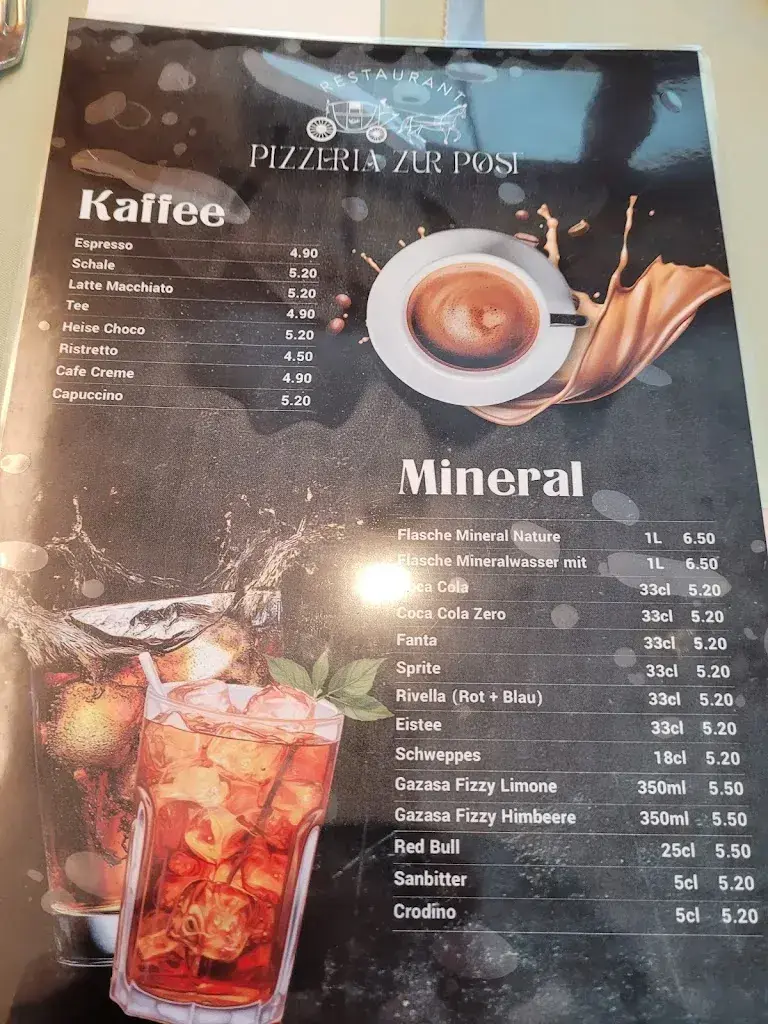 RESTAURANT
PIZZERIA ZUR POST
Kaffee
Espresso 4.90
Schale 5.20
Latte Macchiato 5.20
Tee 4.90
Heise Choco 5.20
Ristretto 4.50
Cafe Creme 4.90
Capuccino 5.20
Mineral
Flasche Mineral Nature 1L 6.50
Flasche Mineralwasser mit 1L 6.50
Coca Cola 33cl 5.20
Coca Cola Zero 33cl 5.20
Fanta 33cl 5.20
Sprite 33cl 5.20
Rivella (Rot + Blau) 33cl 5.20
Eistee 33cl 5.20
Schweppes 18cl 5.20
Gazasa Fizzy Limone 350ml 5.50
Gazasa Fizzy Himbeere 350ml 5.50
Red Bull 25cl 5.50
Sanbitter 5cl 5.20
Crodino 5cl 5.20